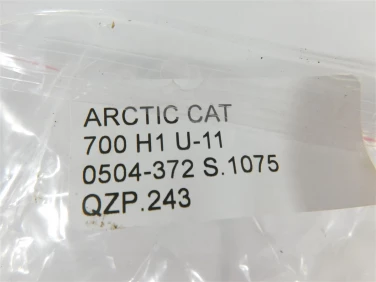 ARCTIC CAT
700 H1 U-11
0504-372 S.1075
QZP.243